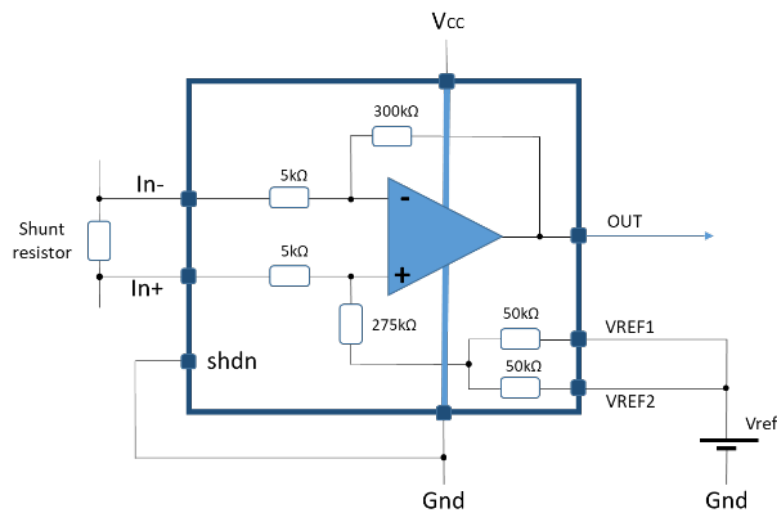 Vcc
300kΩ
5kΩ
In-
-
Shunt
resistor
OUT
5kΩ
In+
+
275kΩ
50kΩ
VREF1
shdn
50kΩ
VREF2
Vref
Gnd
Gnd